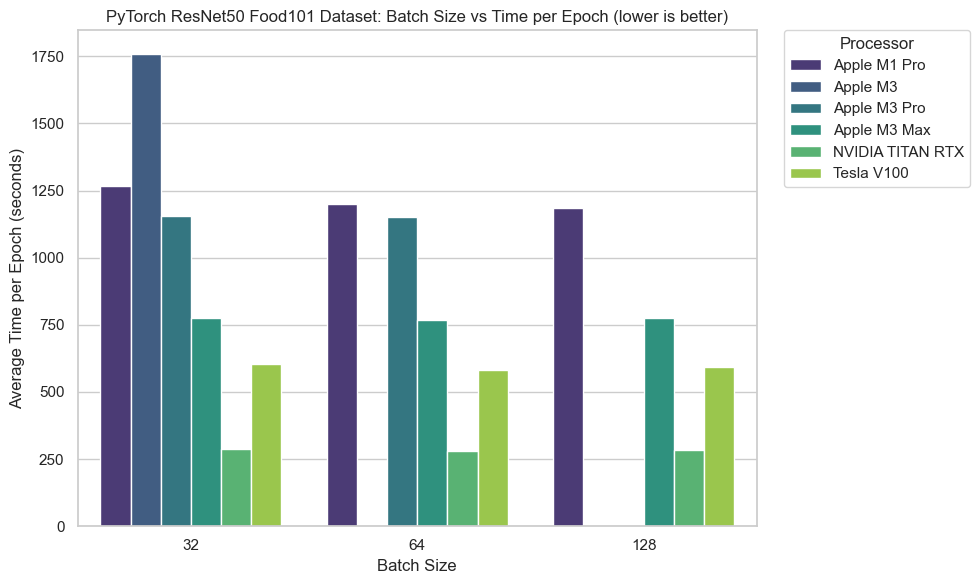 PyTorch ResNet50 Food101 Dataset: Batch Size vs Time per Epoch (lower is better)
Processor
Apple M1 Pro
Apple M3
Apple M3 Pro
Apple M3 Max
NVIDIA TITAN RTX
Tesla V100
Average Time per Epoch (seconds)
1750
1500
1250
1000
750
500
250
0
32
64
128
Batch Size